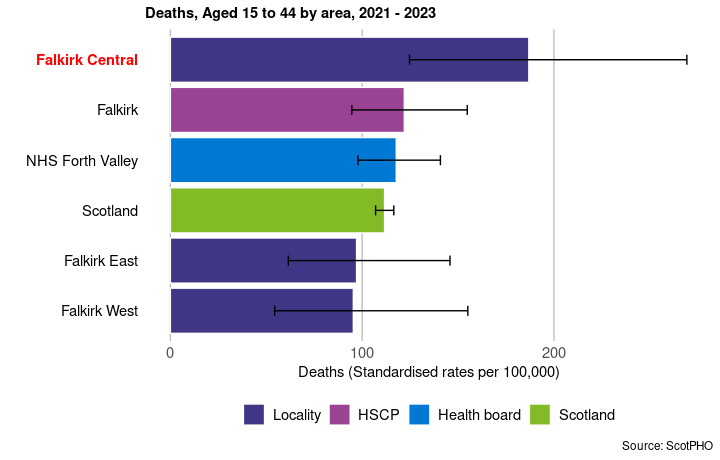 Deaths, Aged 15 to 44 by area, 2021 - 2023
Falkirk Central
Falkirk
NHS Forth Valley
Scotland
Falkirk East
Falkirk West
0 100 200
Deaths (Standardised rates per 100,000)
Locality HSCP Health board Scotland
Source: ScotPHO